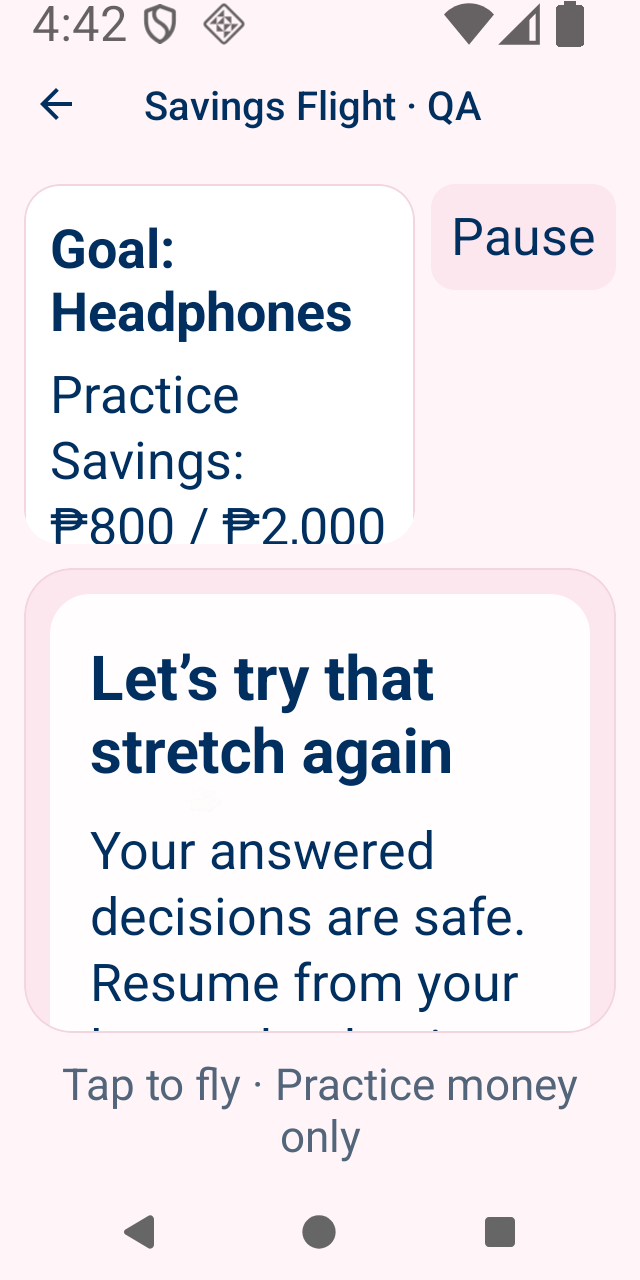 4:42
Savings Flight · QA
Goal:
Headphones
Pause
Practice
Savings:
₱800 / ₱2,000
Let’s try that
stretch again
Your answered
decisions are safe.
Resume from your
Tap to fly · Practice money
only